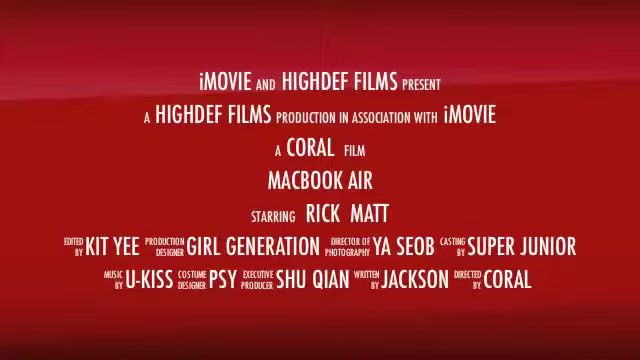 iMOVIE AND HIGHDEF FILMS PRESENT
A HIGHDEF FILMS PRODUCTION IN ASSOCIATION WITH iMOVIE
A CORAL FILM
MACBOOK AIR
STARRING RICK MATT
EDITED BY KIT YEE PRODUCTION DESIGNER GIRL GENERATION DIRECTOR OF PHOTOGRAPHY YA SEOB CASTING BY SUPER JUNIOR
MUSIC BY U-KISS COSTUME DESIGNER PSY EXECUTIVE PRODUCER SHU QIAN WRITTEN BY JACKSON DIRECTED BY CORAL